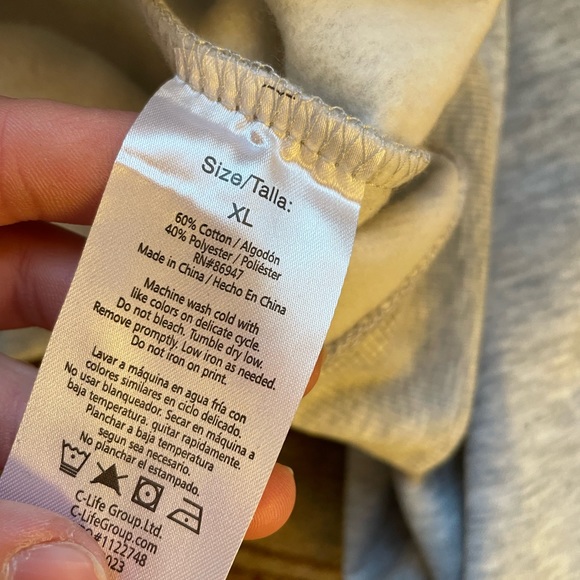 Size/Talla:
XL
60% Cotton / Algodón
40% Polyester / Poliéster
RN#86947
Made in China / Hecho En China
Machine wash cold with
like colors on delicate cycle.
Do not bleach. Tumble dry low.
Remove promptly. Low iron as needed.
Do not iron on print.
Lavar a máquina en agua fría con
colores similares en ciclo delicado.
No usar blanqueador. Secar en máquina a
baja temperatura. quitar rapidamente.
Planchar a baja temperatura
segun sea necesario.
No planchar el estampado.
C-Life Group.Ltd.
C-LifeGroup.com
#1122748